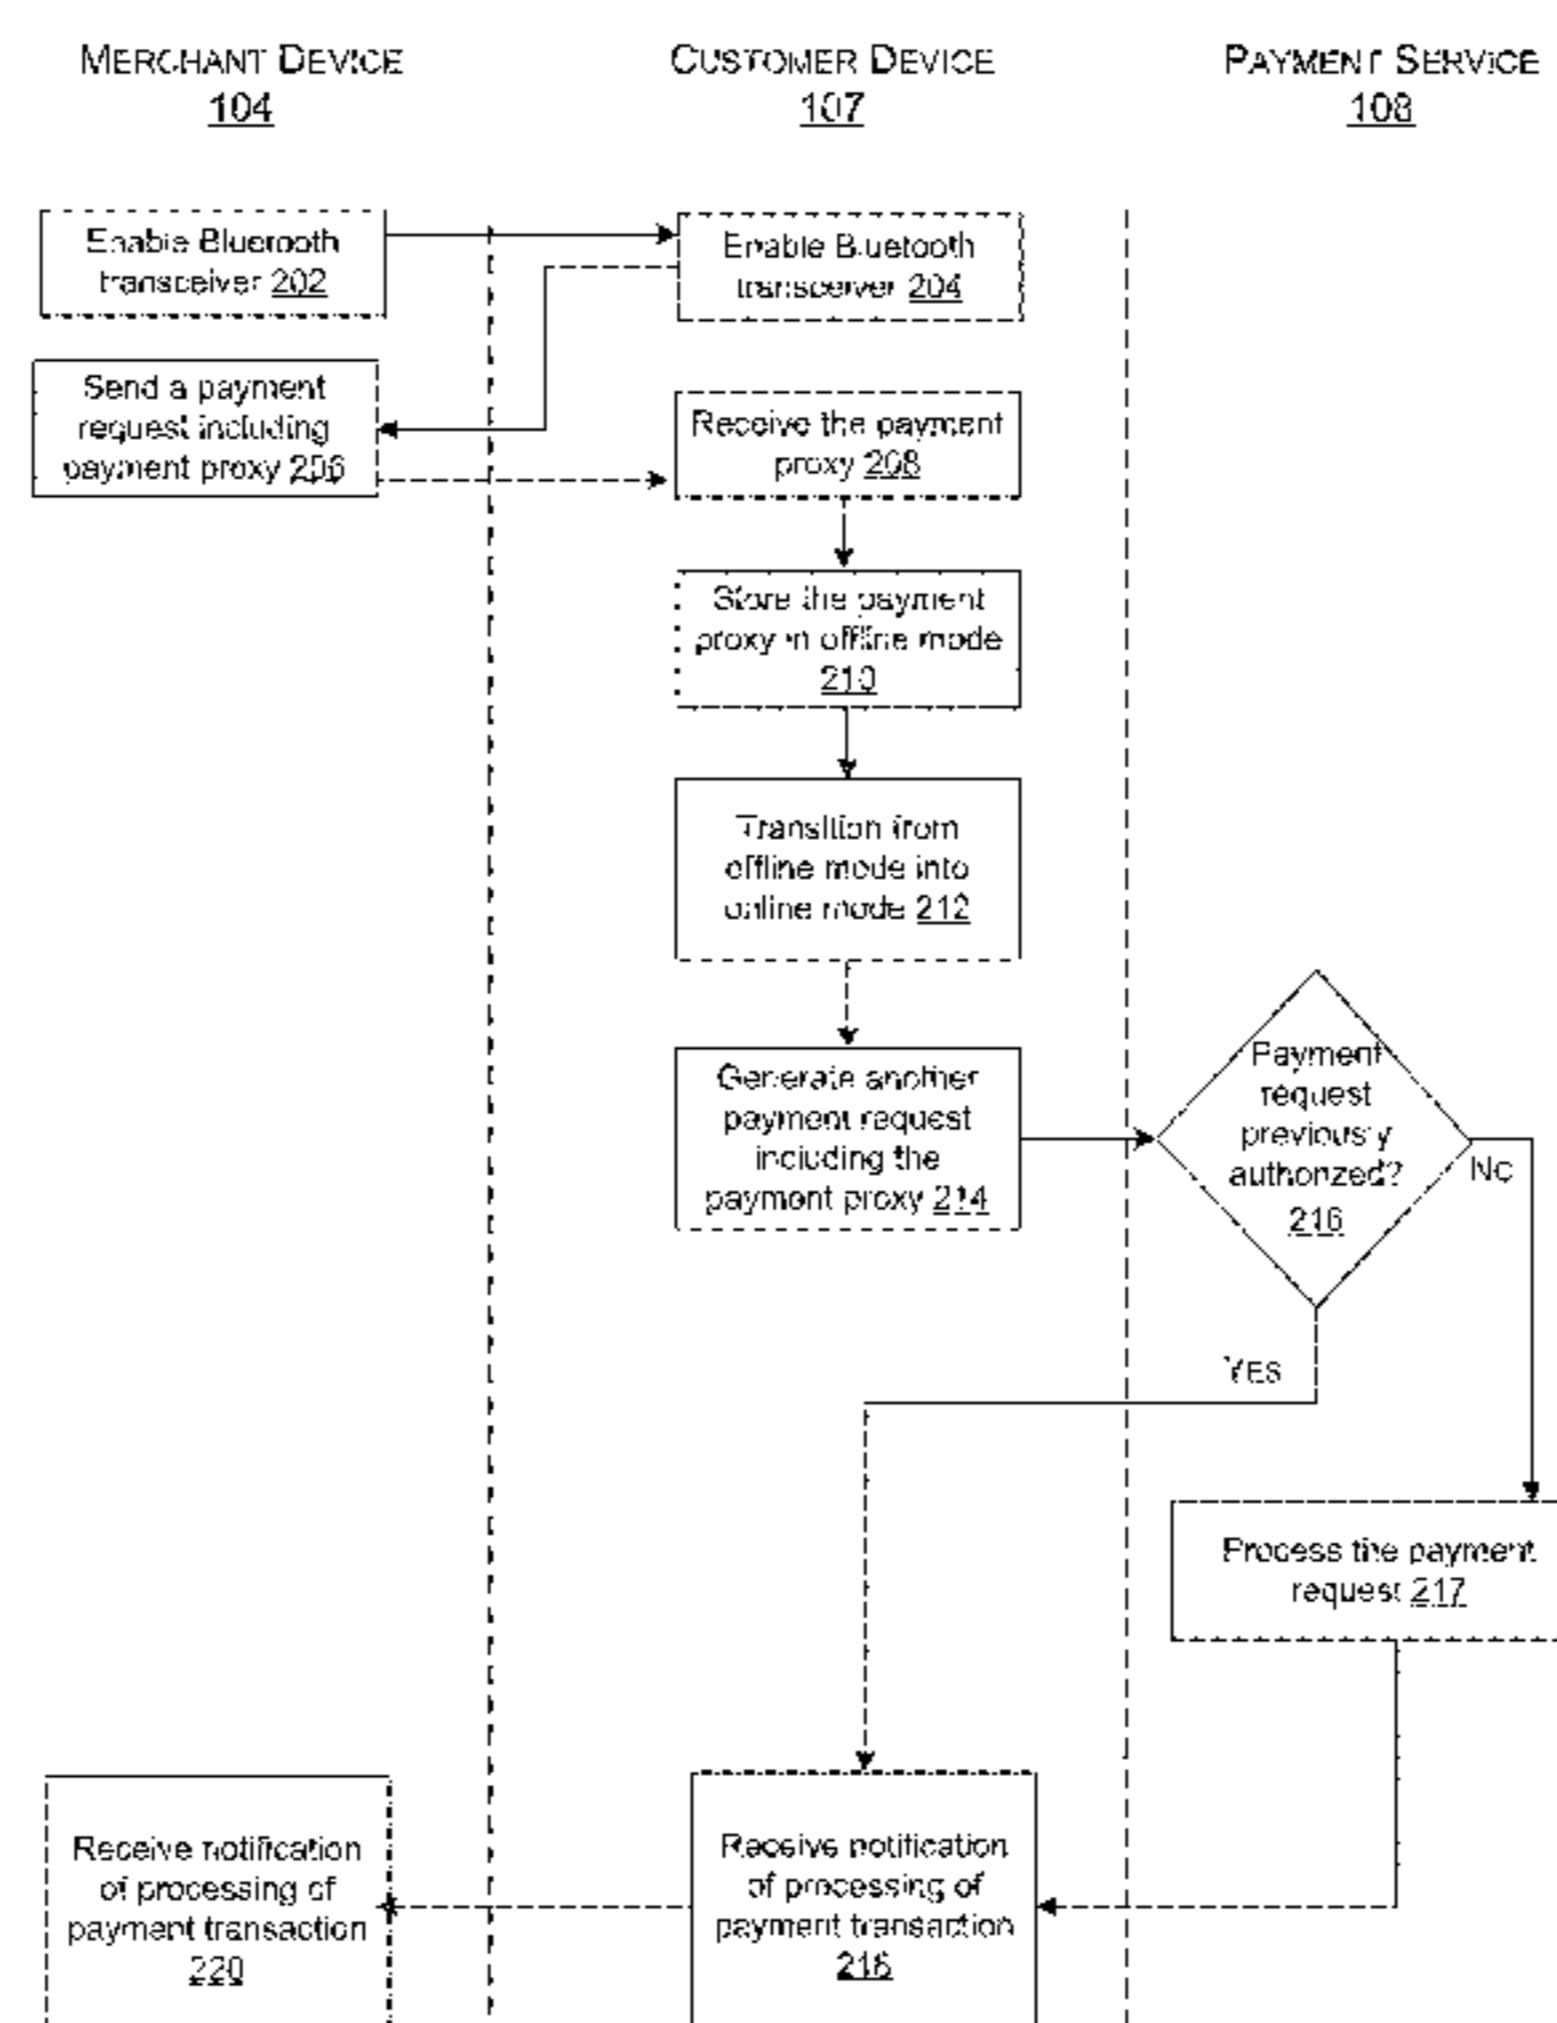 MERCHANT DEVICE
104
CUSTOMER DEVICE
107
PAYMENT SERVICE
108
Enable Bluetooth
transceiver 202
Enable Bluetooth
transceiver 204
Send a payment
request including
payment proxy 206
Receive the payment
proxy 208
Store the payment
proxy in offline mode
210
Transition from
offline mode into
online mode 212
Generate another
payment request
including the
payment proxy 214
Payment
request
previously
authorized?
216
NO
YES
Process the payment
request 217
Receive notification
of processing of
payment transaction
220
Receive notification
of processing of
payment transaction